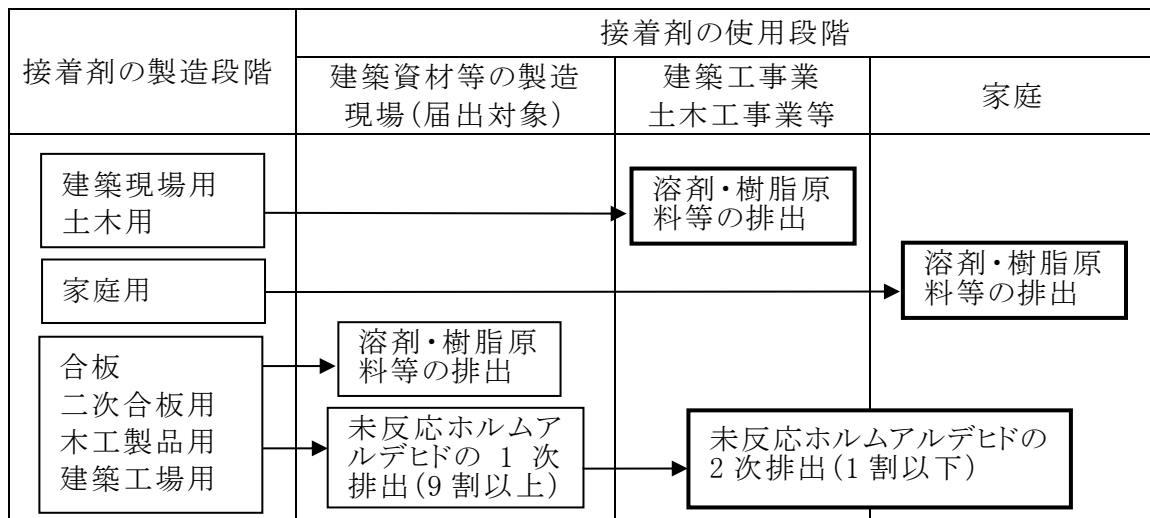 接着剤の製造段階
接着剤の使用段階
建築資材等の製造
現場(届出対象)
建築工事業
土木工事業等
家庭
建築現場用
土木用
溶剤・樹脂原
料等の排出
家庭用
溶剤・樹脂原
料等の排出
合板
二次合板用
木工製品用
建築工場用
溶剤・樹脂原
料等の排出
未反応ホルムア
ルデヒドの 1 次
排出(9 割以上)
未反応ホルムアルデヒドの
2 次排出(1 割以下)